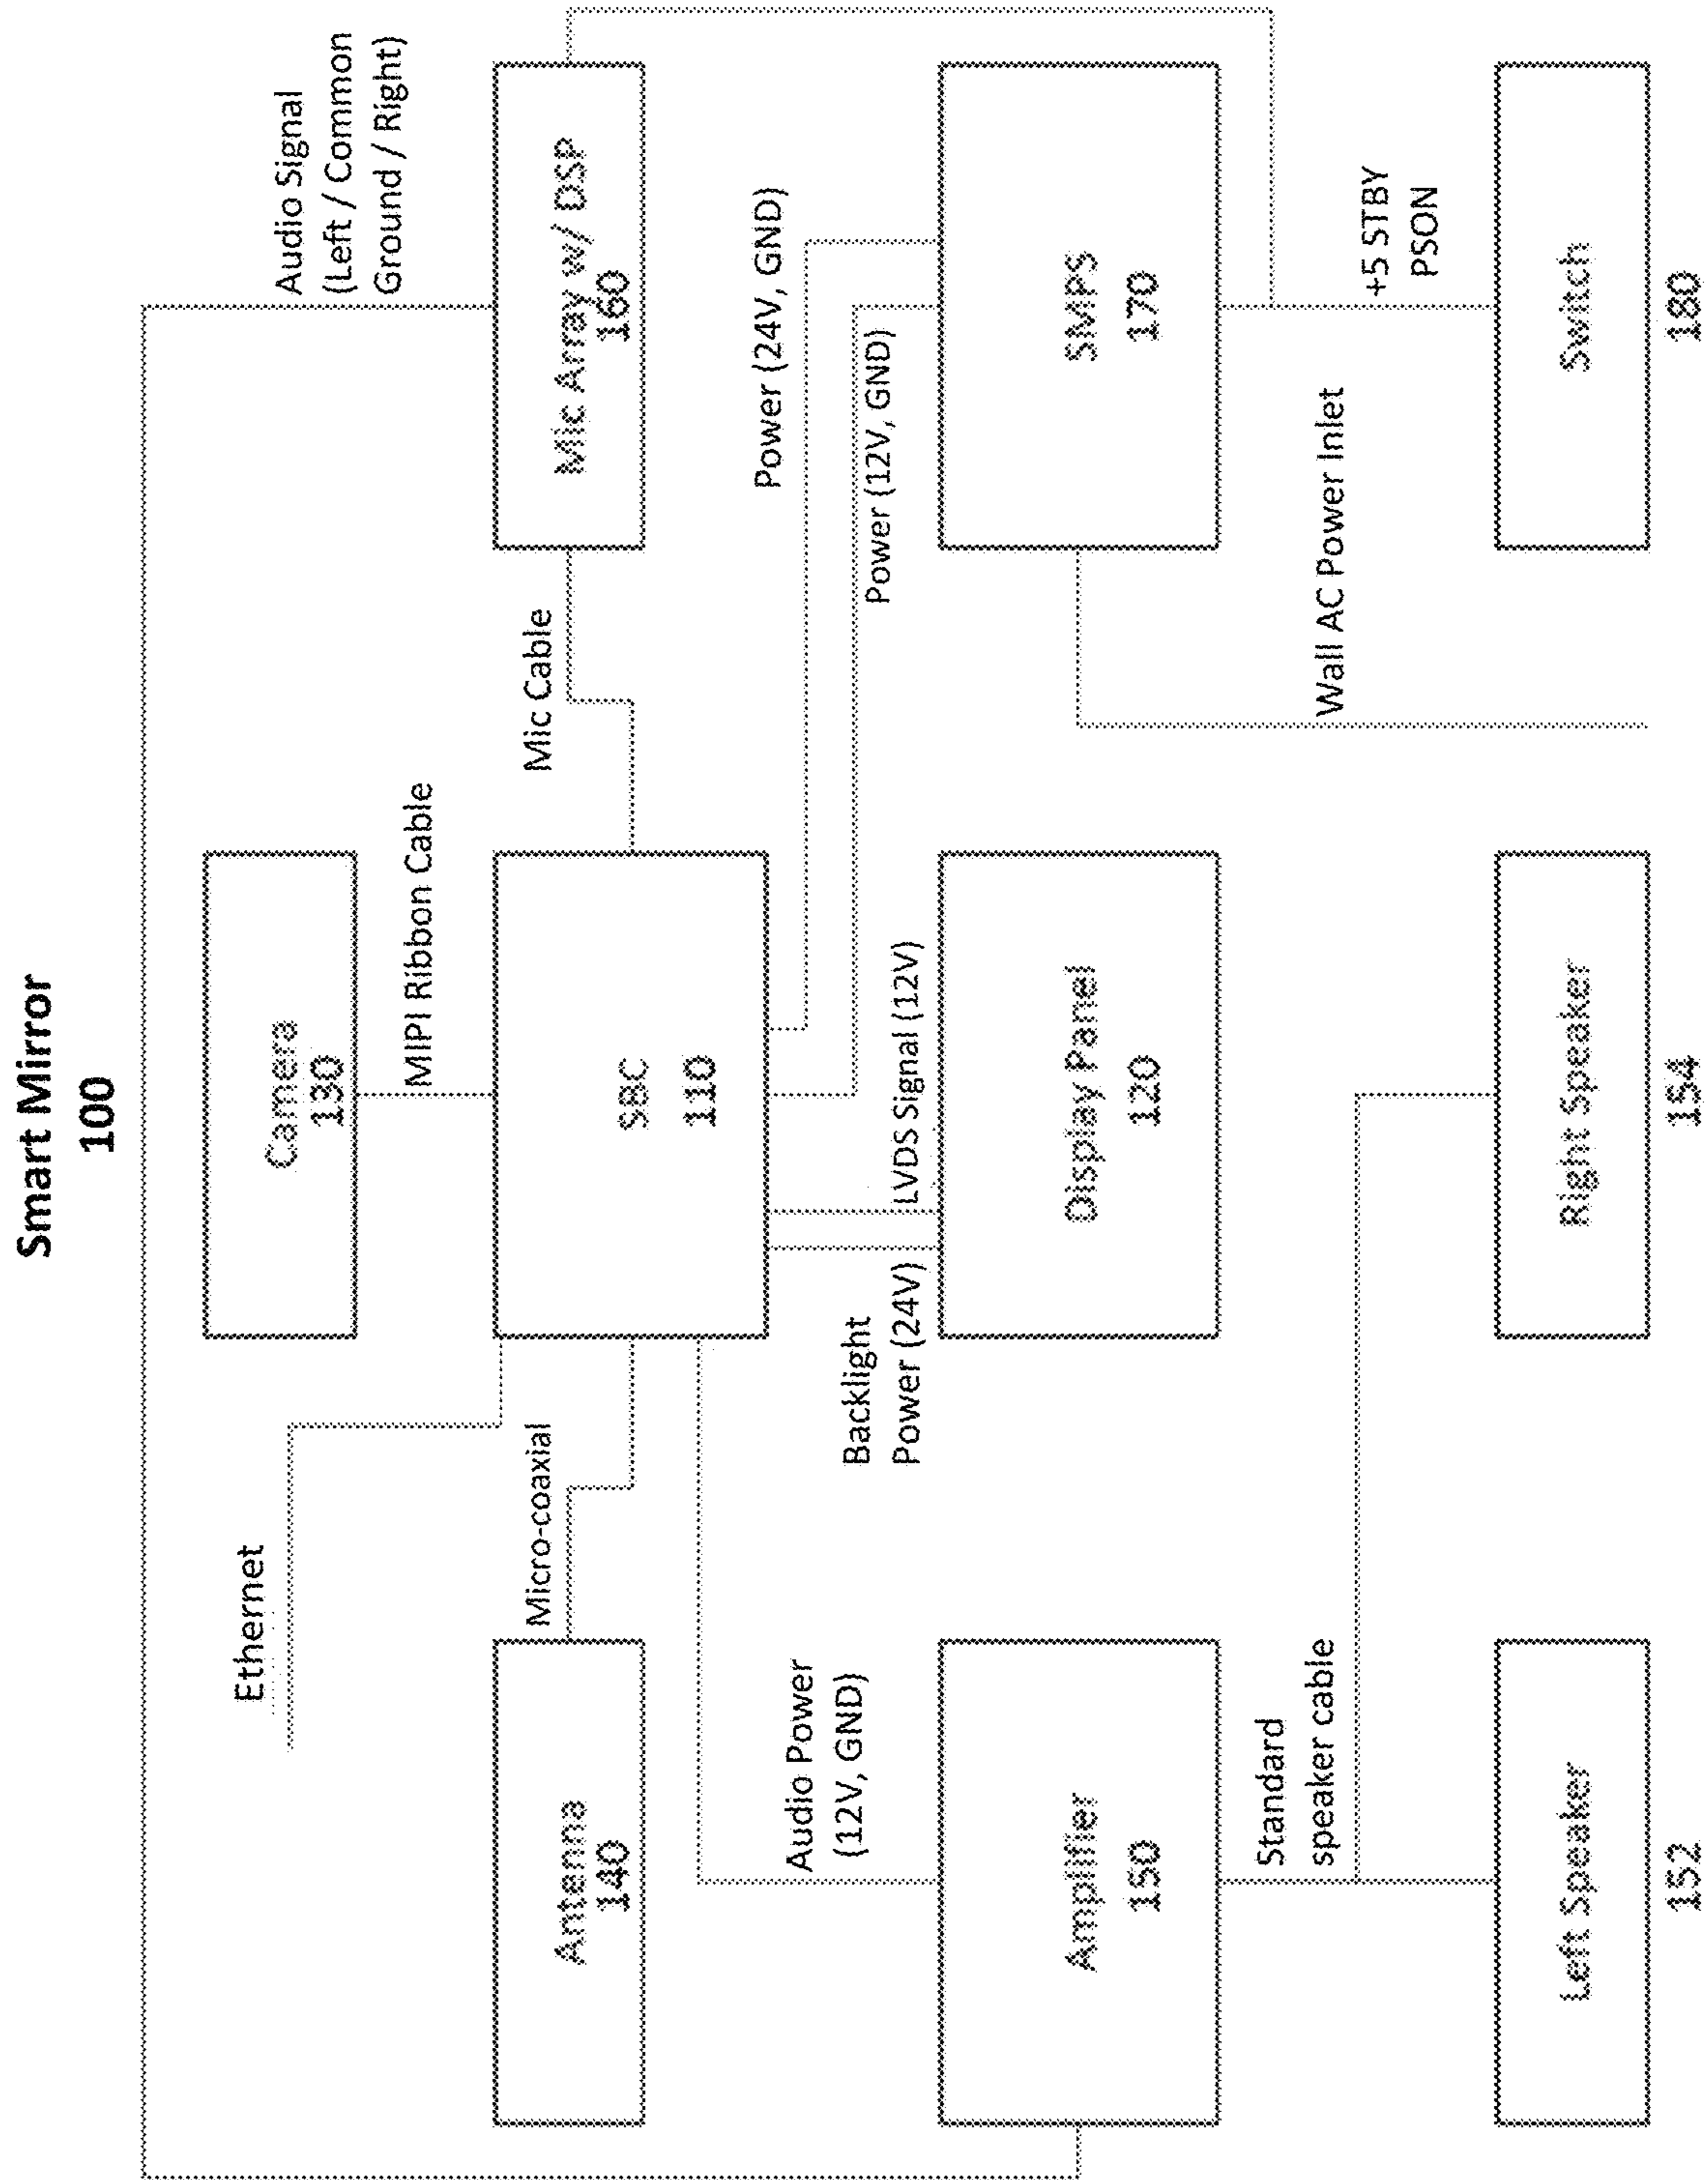 Smart Mirror
100
Ethernet
Camera
130
Audio Signal
(Left / Common
Ground / Right)
MIPI Ribbon Cable
Antenna
140
Micro-coaxial
SBC
110
Mic Cable
Mic Array w/ DSP
160
Audio Power
(12V, GND)
Backlight
Power (24V)
LVDS Signal (12V)
Power (24V, GND)
Power (12V, GND)
Amplifier
150
Display Panel
120
SMPS
170
Standard
speaker cable
Wall AC Power Inlet
+5 STBY
PSON
Left Speaker
152
Right Speaker
154
Switch
180